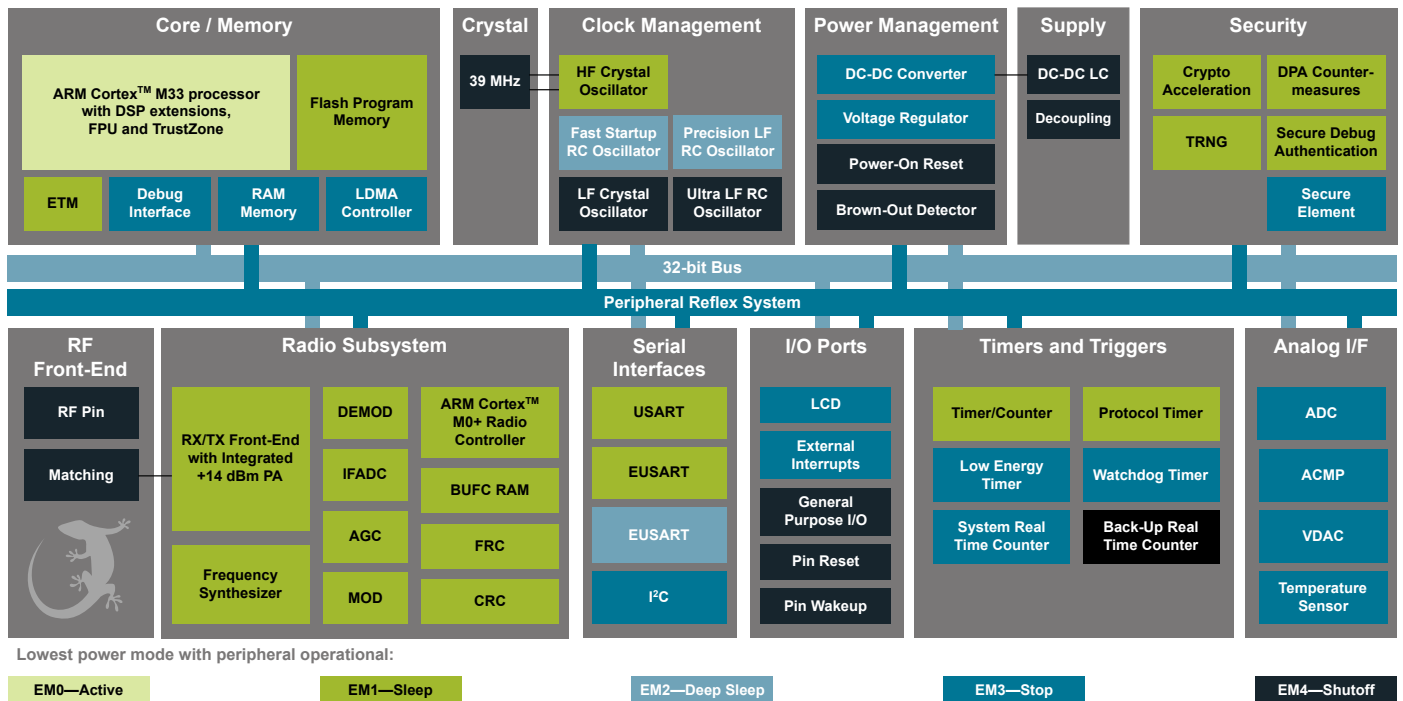 Core / Memory
ARM Cortex™ M33 processor
with DSP extensions,
FPU and TrustZone
Flash Program
Memory
ETM
Debug
Interface
RAM
Memory
LDMA
Controller
Crystal
39 MHz
Clock Management
HF Crystal
Oscillator
Fast Startup
RC Oscillator
Precision LF
RC Oscillator
LF Crystal
Oscillator
Ultra LF RC
Oscillator
Power Management
DC-DC Converter
Voltage Regulator
Power-On Reset
Brown-Out Detector
Supply
DC-DC LC
Decoupling
Security
Crypto
Acceleration
DPA Counter-
measures
TRNG
Secure Debug
Authentication
Secure
Element
32-bit Bus
Peripheral Reflex System
RF
Front-End
RF Pin
Matching
Radio Subsystem
RX/TX Front-End
with Integrated
+14 dBm PA
Frequency
Synthesizer
DEMOD
IFADC
AGC
MOD
ARM Cortex™
M0+ Radio
Controller
BUFC RAM
FRC
CRC
Serial
Interfaces
USART
EUSART
EUSART
I²C
I/O Ports
LCD
External
Interrupts
General
Purpose I/O
Pin Reset
Pin Wakeup
Timers and Triggers
Timer/Counter
Protocol Timer
Low Energy
Timer
Watchdog Timer
System Real
Time Counter
Back-Up Real
Time Counter
Analog I/F
ADC
ACMP
VDAC
Temperature
Sensor
Lowest power mode with peripheral operational:
EM0—Active
EM1—Sleep
EM2—Deep Sleep
EM3—Stop
EM4—Shutoff